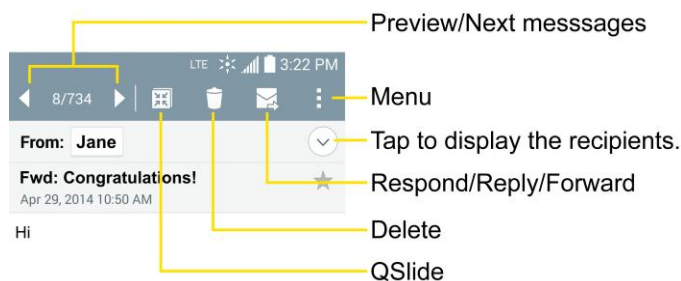 Preview/Next messsages
LTE 3:22 PM
8/734
Menu
From: Jane
Tap to display the recipients.
Fwd: Congratulations!
Apr 29, 2014 10:50 AM
Respond/Reply/Forward
Hi
Delete
QSlide